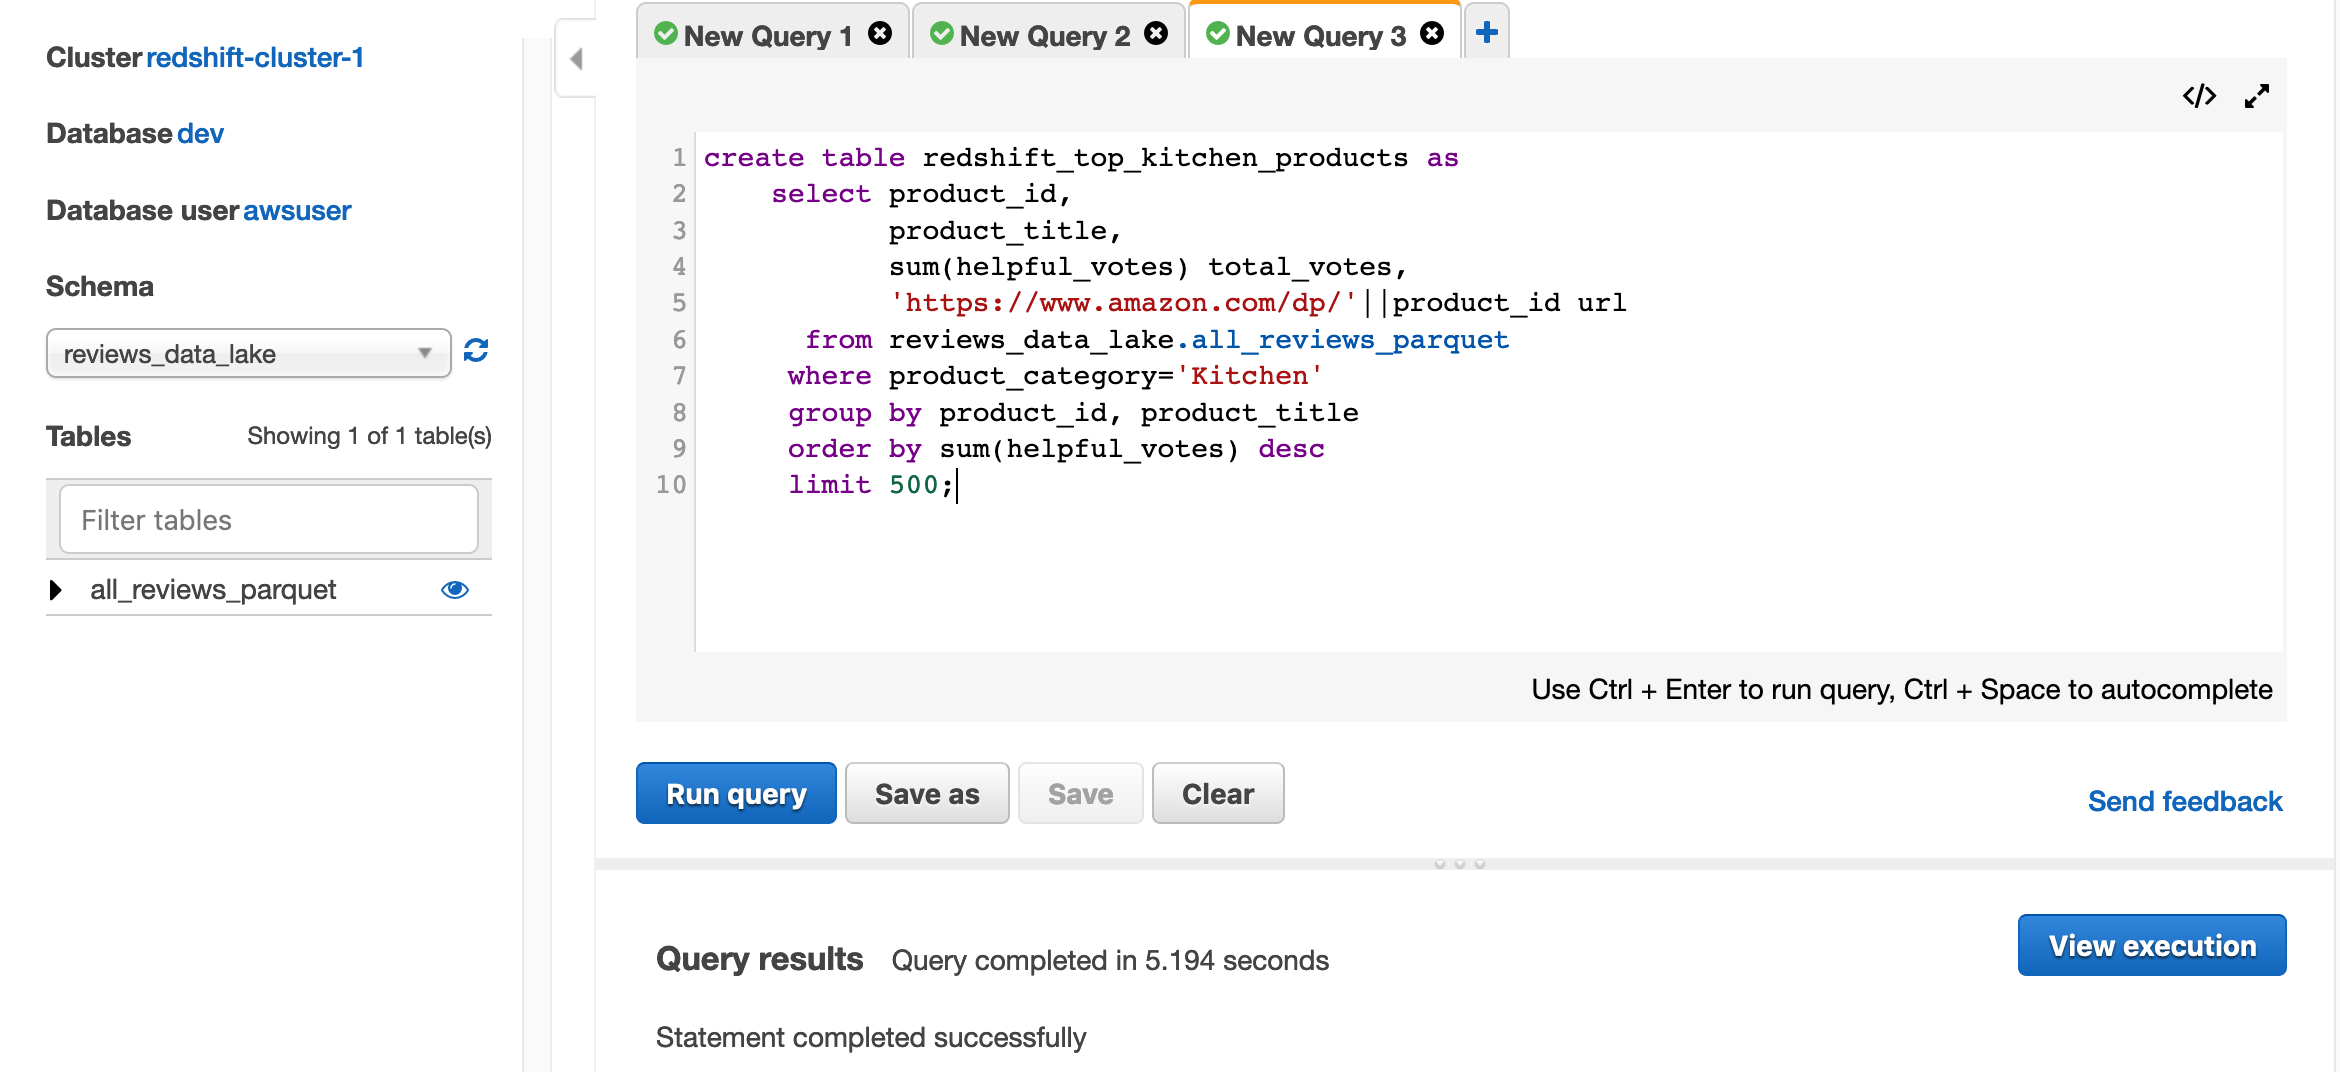 Cluster redshift-cluster-1
Database dev
Database user awsuser
Schema
reviews_data_lake
Tables Showing 1 of 1 table(s)
Filter tables
all_reviews_parquet
New Query 1 New Query 2 New Query 3
1 create table redshift_top_kitchen_products as
2 select product_id,
3 product_title,
4 sum(helpful_votes) total_votes,
5 'https://www.amazon.com/dp/'||product_id url
6 from reviews_data_lake.all_reviews_parquet
7 where product_category='Kitchen'
8 group by product_id, product_title
9 order by sum(helpful_votes) desc
10 limit 500;
Use Ctrl + Enter to run query, Ctrl + Space to autocomplete
Run query Save as Save Clear
Send feedback
Query results Query completed in 5.194 seconds
View execution
Statement completed successfully